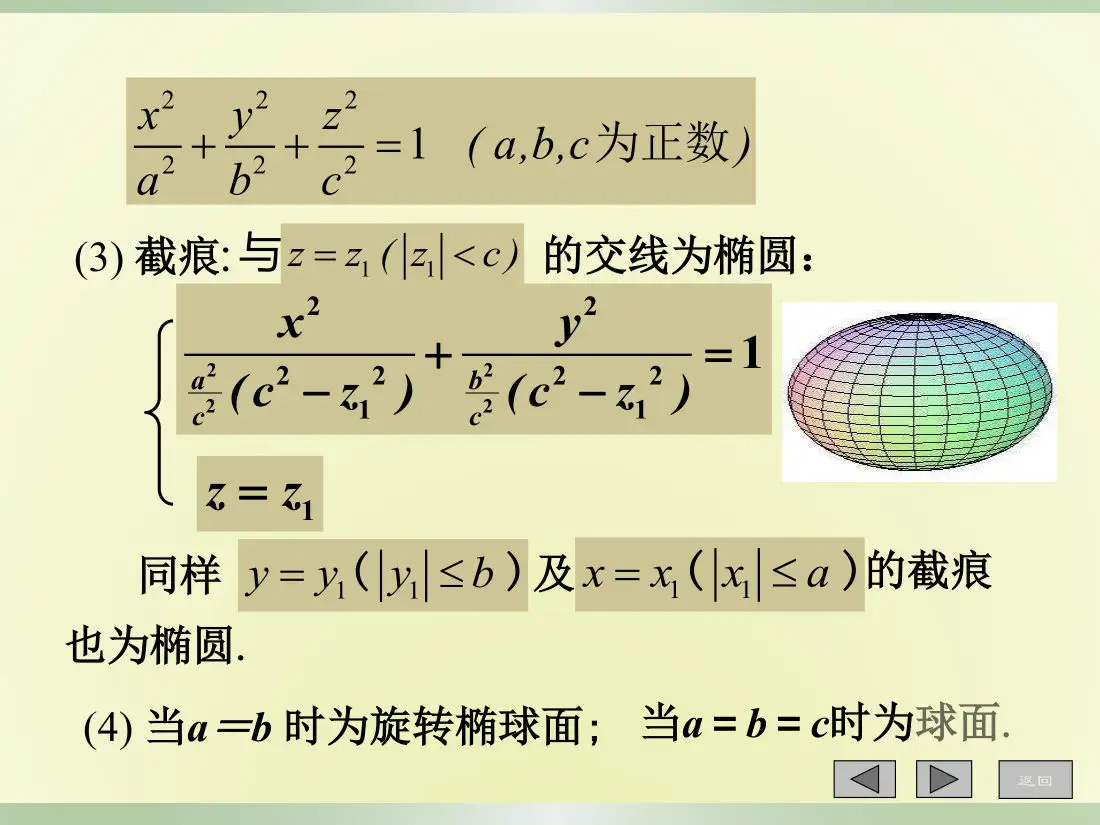 x²/a² + y²/b² + z²/c² = 1 ( a,b,c为正数)
(3) 截痕: 与 z = z₁ ( |z₁| < c ) 的交线为椭圆：
{ x² / ( a²/c² (c² − z₁²) ) + y² / ( b²/c² (c² − z₁²) ) = 1
z = z₁
同样 y = y₁ ( |y₁| ≤ b ) 及 x = x₁ ( |x₁| ≤ a ) 的截痕
也为椭圆.
(4) 当a＝b 时为旋转椭球面； 当a = b = c时为球面.
返回